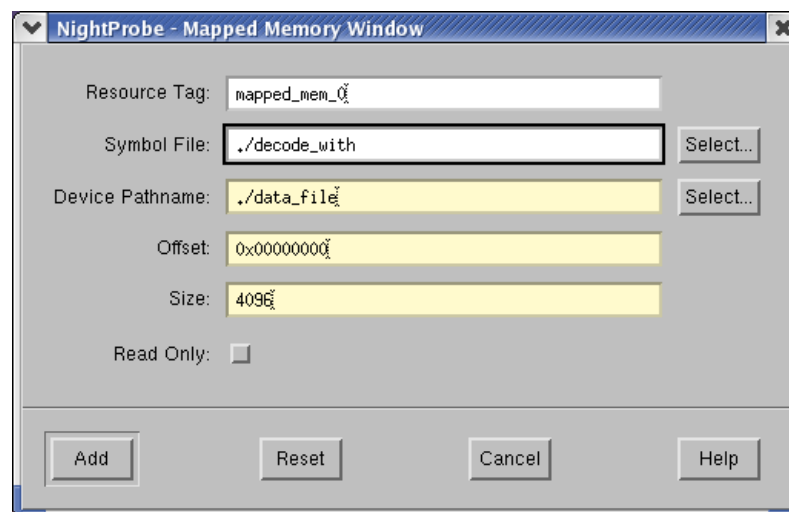 NightProbe - Mapped Memory Window
Resource Tag: mapped_mem_0
Symbol File: ./decode_with Select...
Device Pathname: ./data_file Select...
Offset: 0x00000000
Size: 4096
Read Only:
Add Reset Cancel Help